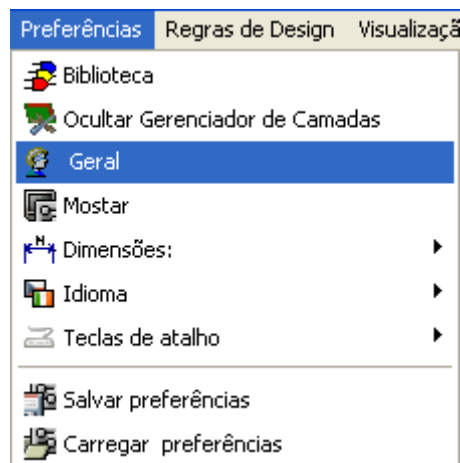 Preferências Regras de Design Visualizaçã
Biblioteca
Ocultar Gerenciador de Camadas
Geral
Mostar
N Dimensões:
Idioma
Teclas de atalho
Salvar preferências
Carregar preferências